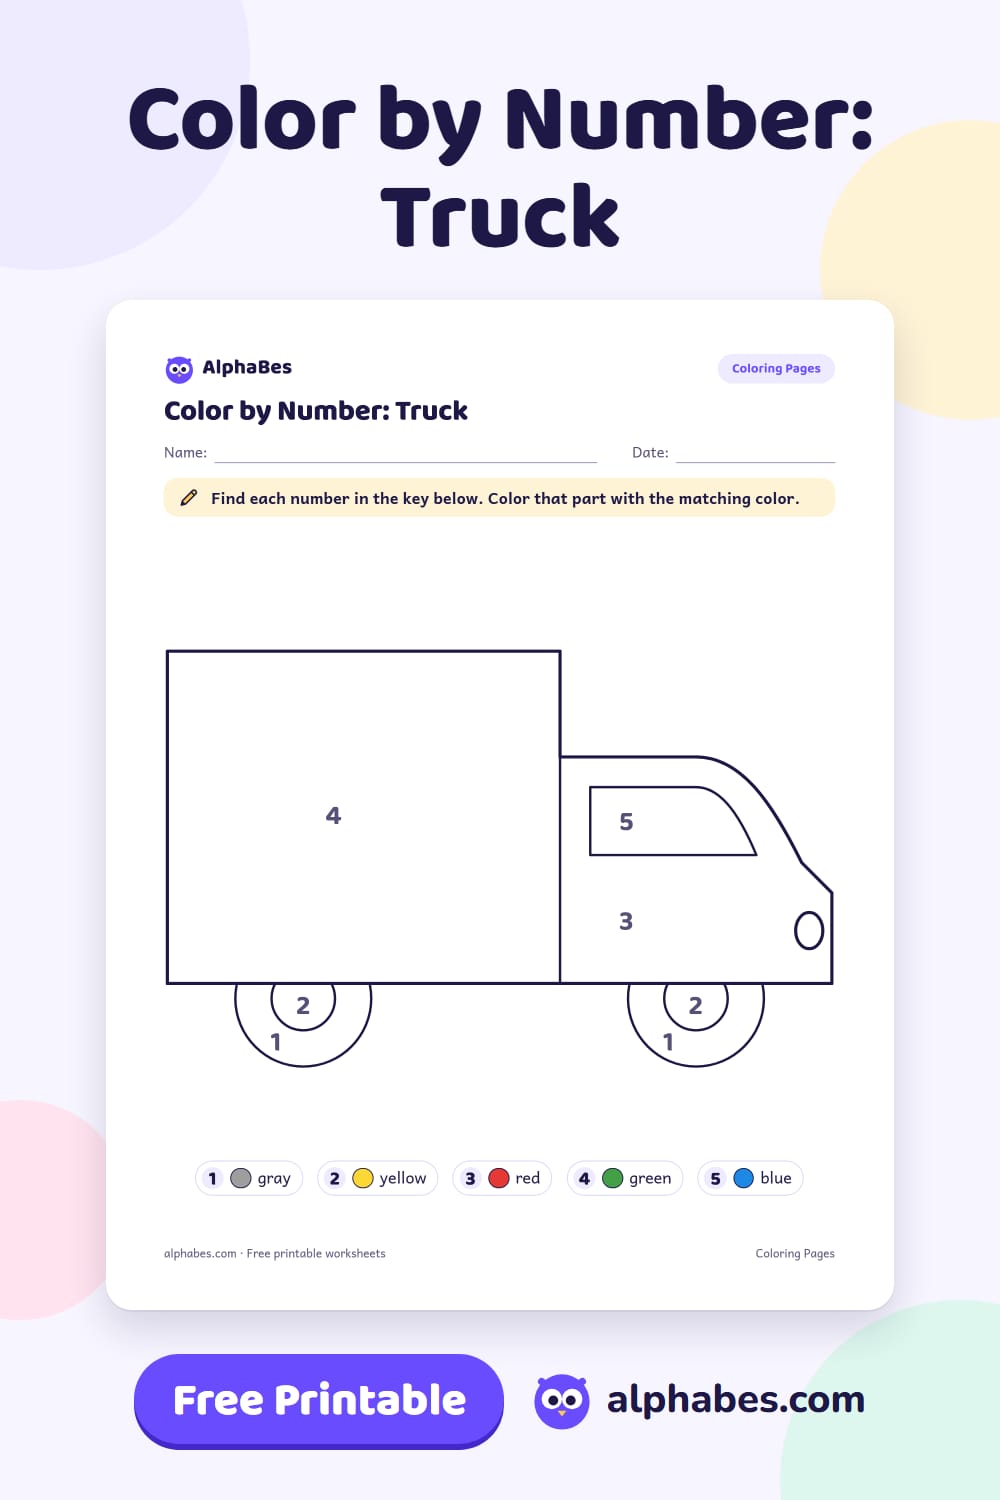 Color by Number:
Truck
AlphaBes
Coloring Pages
Color by Number: Truck
Name:
Date:
Find each number in the key below. Color that part with the matching color.
4
5
3
2
2
1
1
1 gray
2 yellow
3 red
4 green
5 blue
alphabes.com · Free printable worksheets
Coloring Pages
Free Printable
alphabes.com